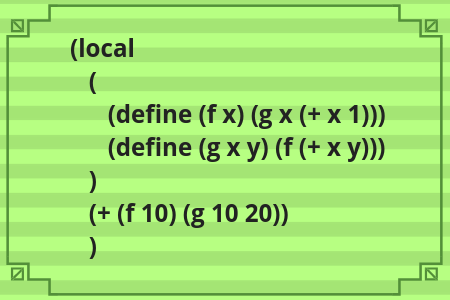 (local
(
(define (f x) (g x (+ x 1)))
(define (g x y) (f (+ x y)))
)
(+ (f 10) (g 10 20))
)